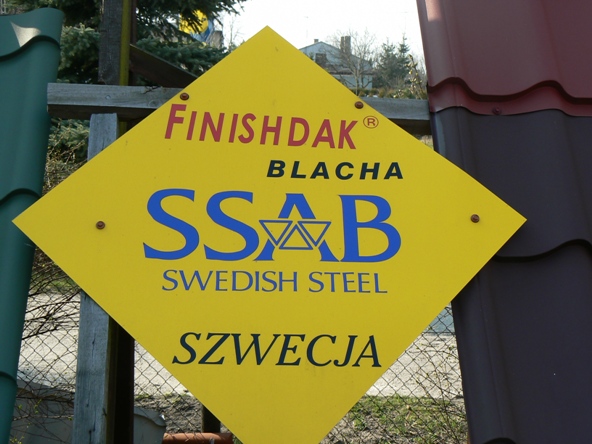 FINISHDAK®
BLACHA
SSAB
SWEDISH STEEL
SZWECJA